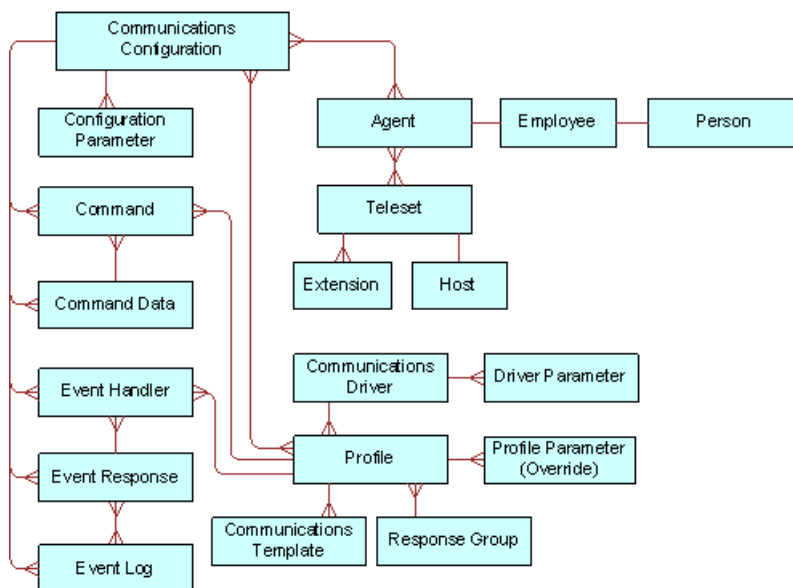 Communications
Configuration
Configuration
Parameter
Agent
Employee
Person
Command
Teleset
Command Data
Extension
Host
Event Handler
Communications
Driver
Driver Parameter
Event Response
Profile
Profile Parameter
(Override)
Communications
Template
Response Group
Event Log